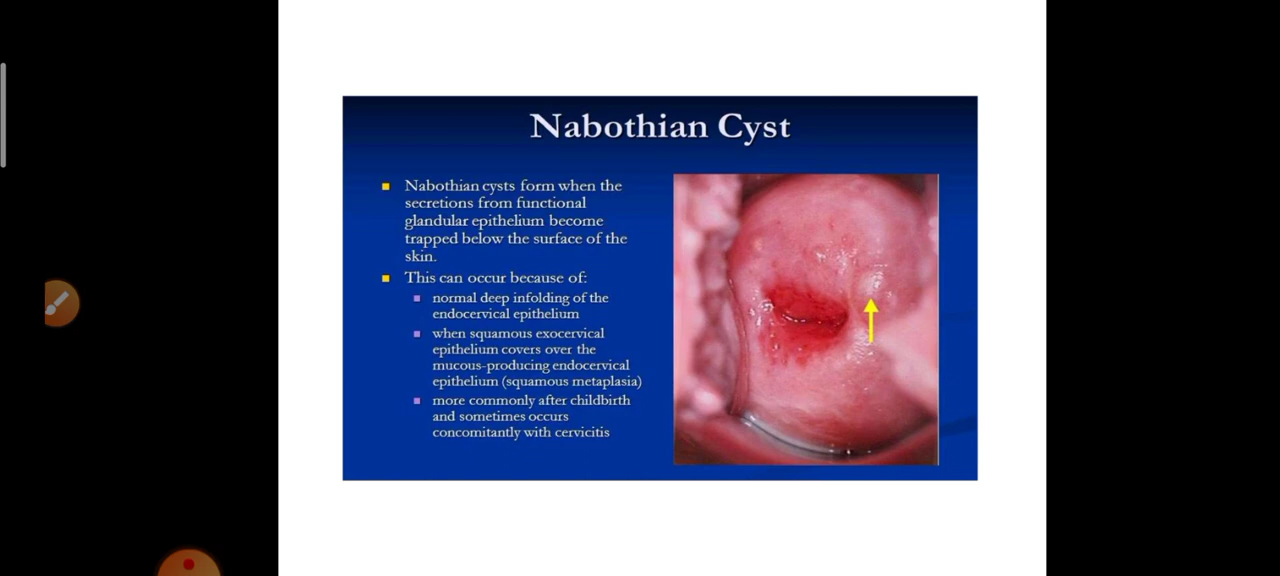 Nabothian Cyst
Nabothian cysts form when the
secretions from functional
glandular epithelium become
trapped below the surface of the
skin.
This can occur because of:
normal deep infolding of the
endocervical epithelium
when squamous exocervical
epithelium covers over the
mucous-producing endocervical
epithelium (squamous metaplasia)
more commonly after childbirth
and sometimes occurs
concomitantly with cervicitis